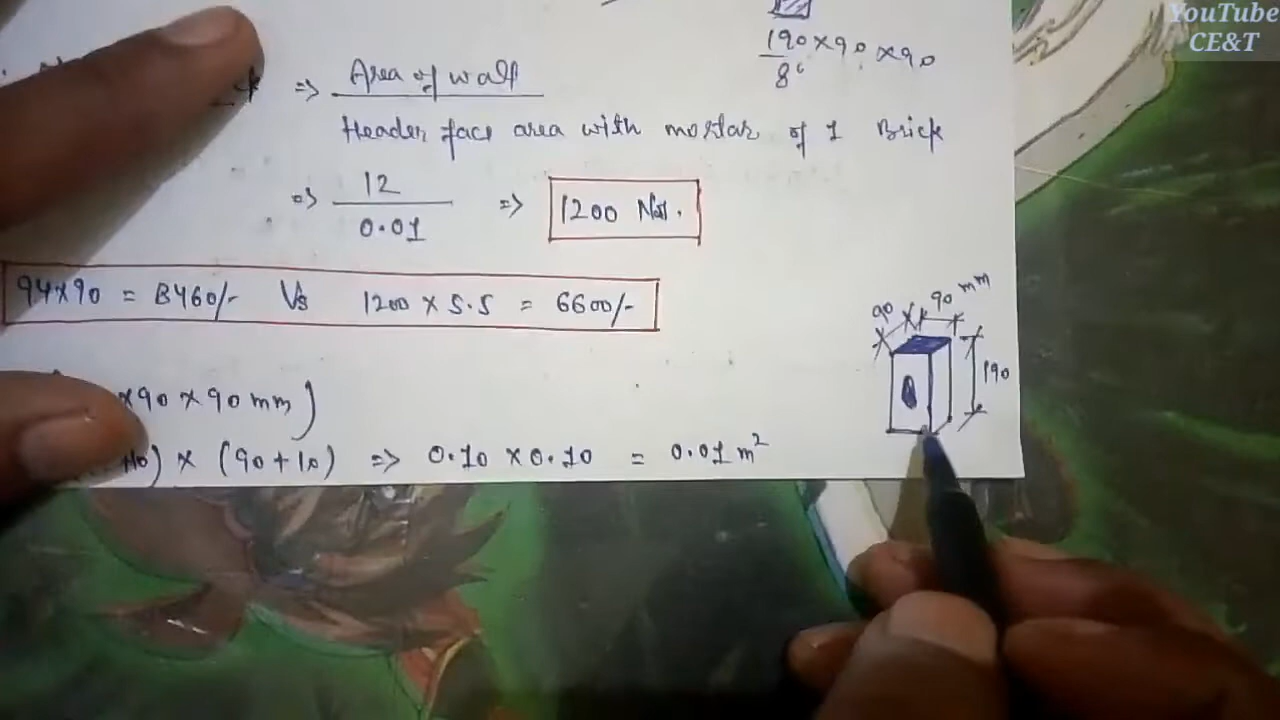 YouTube
CE&T
190 × 90 × 90
8
=> Area of wall
Header face area with mortar of 1 Brick
=> 12 / 0.01 => 1200 Nos.
94×90 = 8460/- Vs 1200 × 5.5 = 6600/-
×90 × 90 mm)
) × (90+10) => 0.10 × 0.10 = 0.01 m²
90 90 mm
190